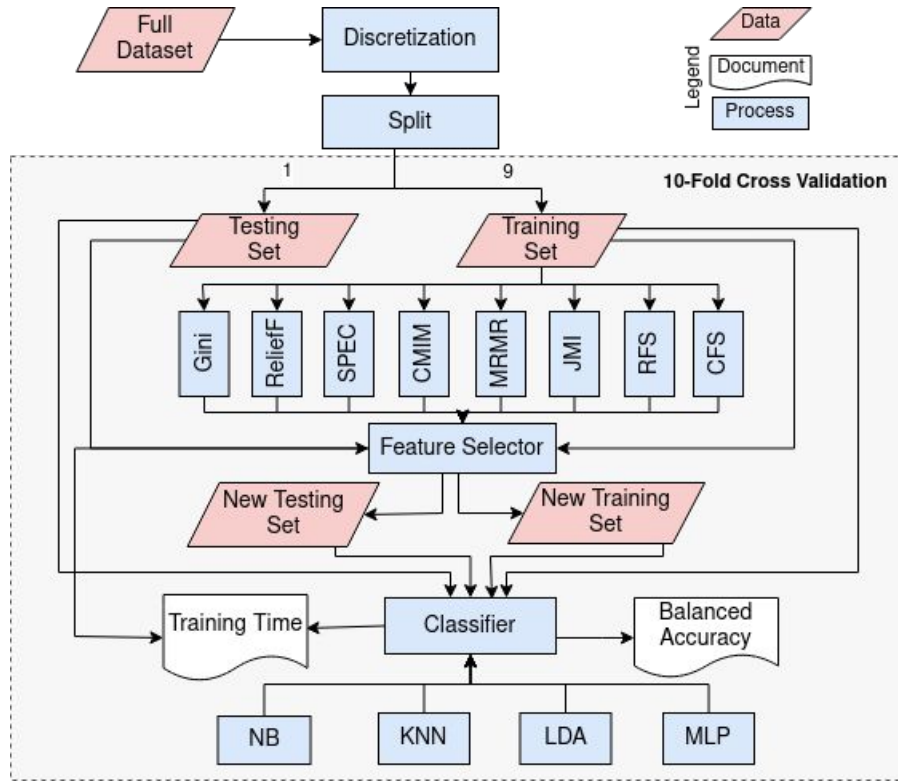 Full
Dataset
Discretization
Split
Legend
Data
Document
Process
10-Fold Cross Validation
1
9
Testing
Set
Training
Set
Gini
ReliefF
SPEC
CMIM
MRMR
JMI
RFS
CFS
Feature Selector
New Testing
Set
New Training
Set
Training Time
Classifier
Balanced
Accuracy
NB
KNN
LDA
MLP